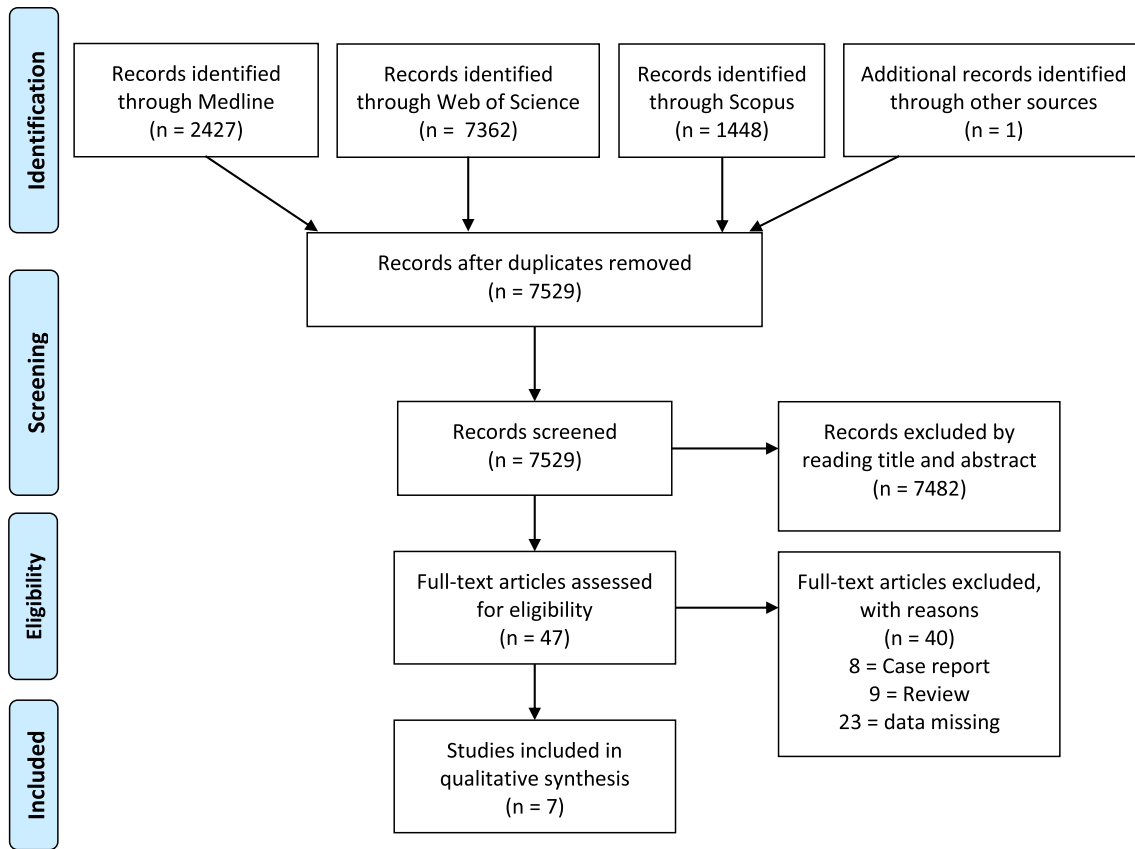 Identification
Records identified
through Medline
(n = 2427)
Records identified
through Web of Science
(n = 7362)
Records identified
through Scopus
(n = 1448)
Additional records identified
through other sources
(n = 1)
Records after duplicates removed
(n = 7529)
Screening
Records screened
(n = 7529)
Records excluded by
reading title and abstract
(n = 7482)
Eligibility
Full-text articles assessed
for eligibility
(n = 47)
Full-text articles excluded,
with reasons
(n = 40)
8 = Case report
9 = Review
23 = data missing
Included
Studies included in
qualitative synthesis
(n = 7)